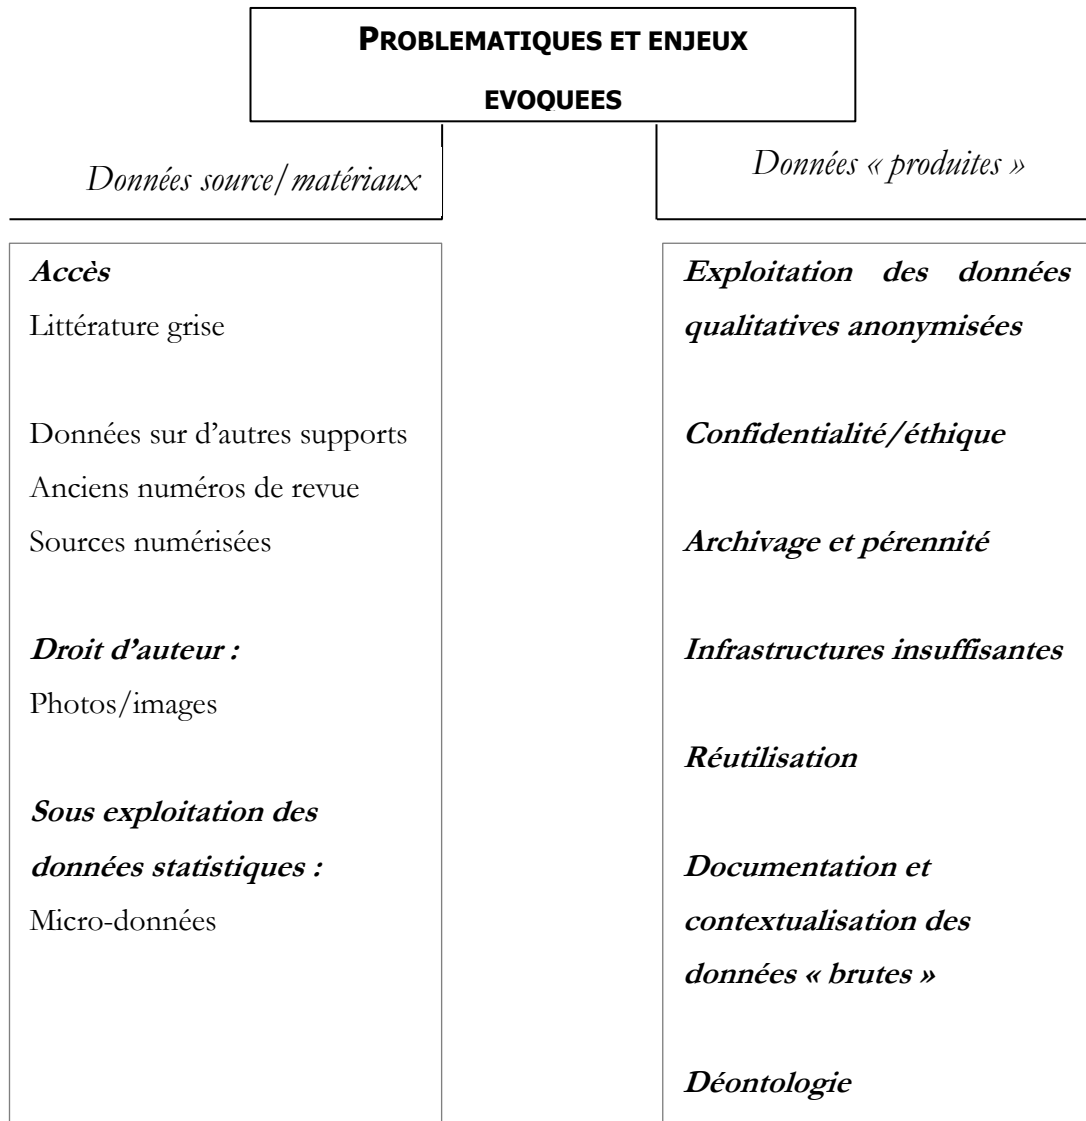 PROBLEMATIQUES ET ENJEUX
EVOQUEES
Données source/matériaux
Accès
Littérature grise
Données sur d'autres supports
Anciens numéros de revue
Sources numérisées
Droit d'auteur :
Photos/images
Sous exploitation des
données statistiques :
Micro-données
Données « produites »
Exploitation des données
qualitatives anonymisées
Confidentialité/éthique
Archivage et pérennité
Infrastructures insuffisantes
Réutilisation
Documentation et
contextualisation des
données « brutes »
Déontologie